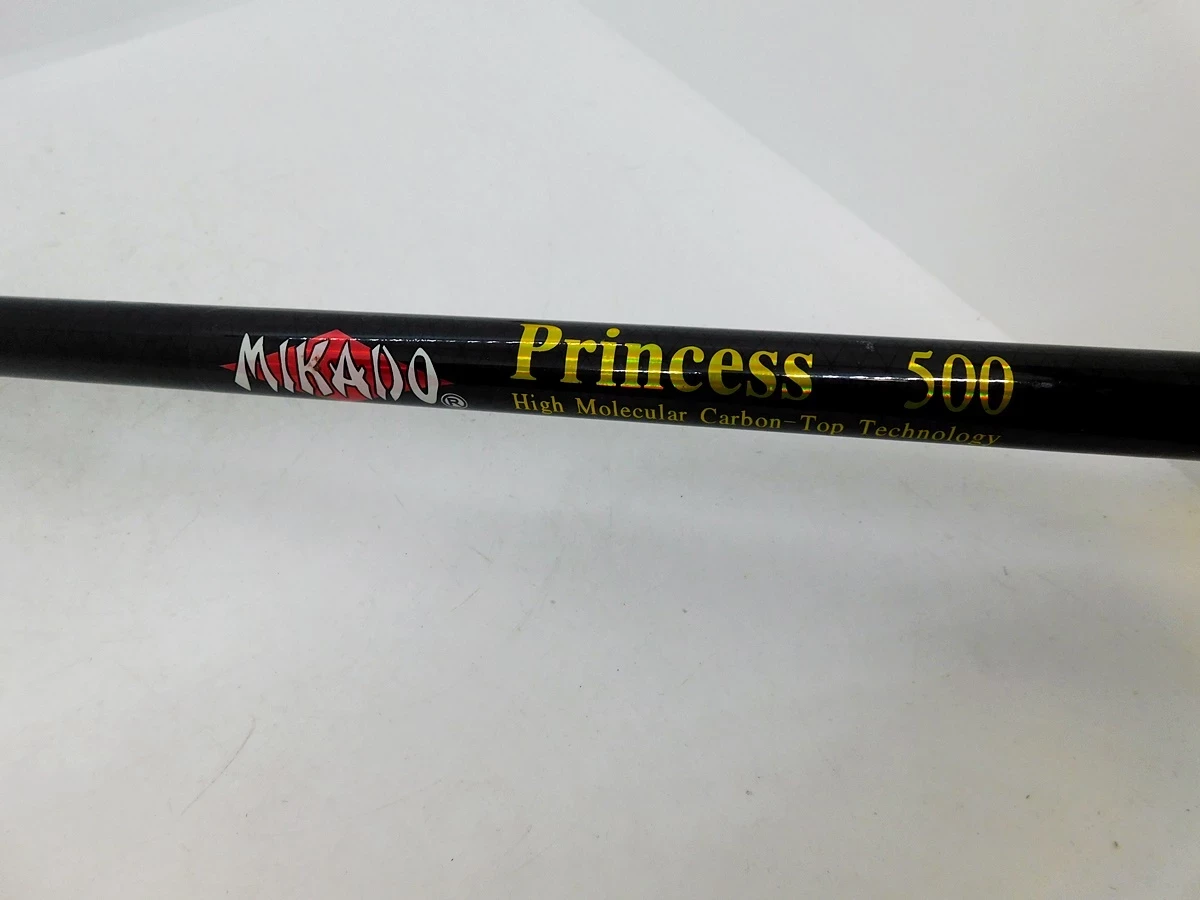 MIKADO® Princess 500
High Molecular Carbon-Top Technology